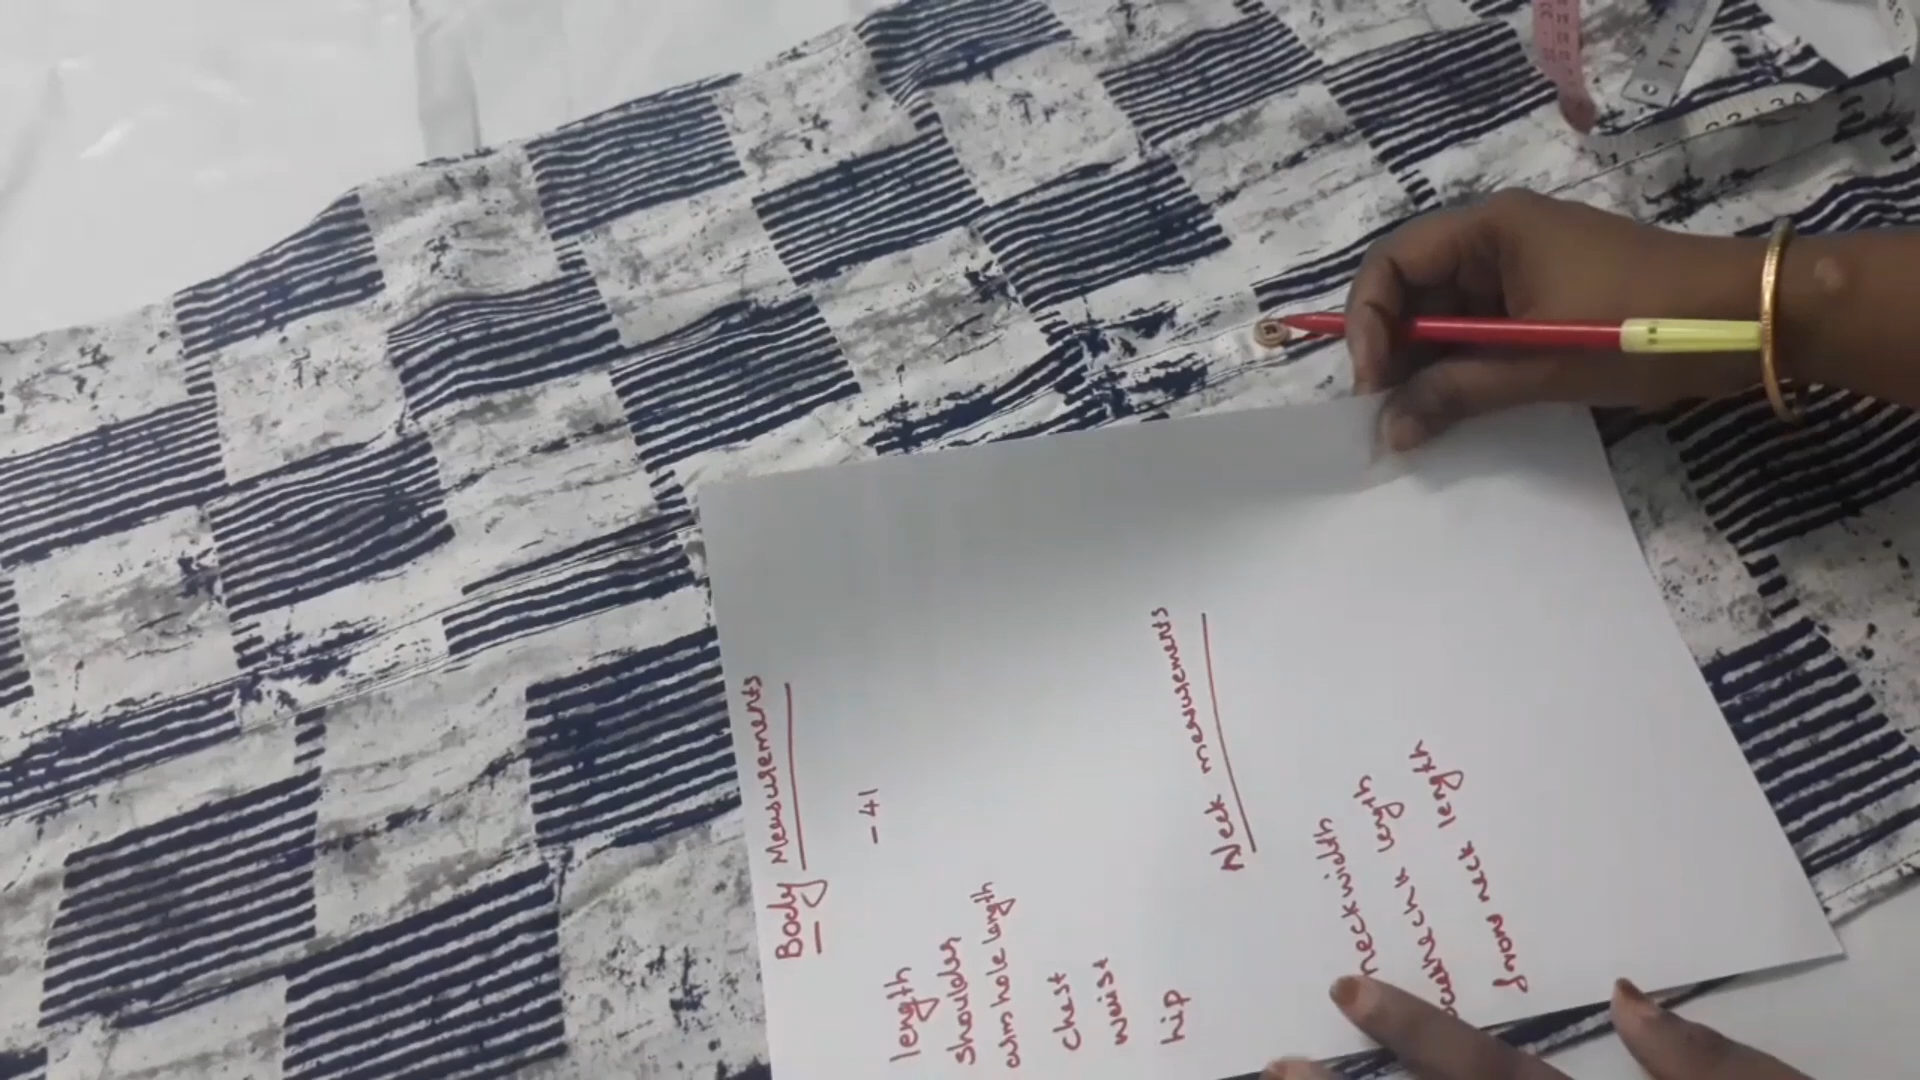 Body Measurements
length - 41
shoulder
arm hole length
chest
waist
hip
Neck measurements
neck width
back neck length
front neck length